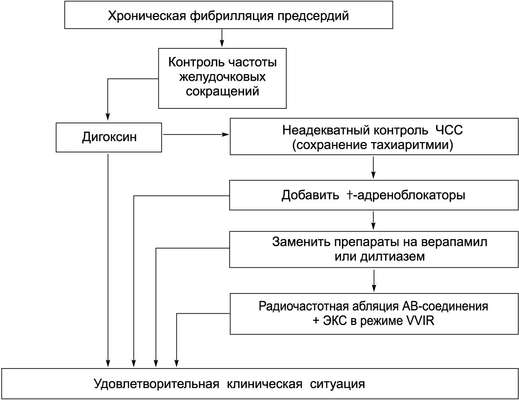 Хроническая фибрилляция предсердий
Контроль частоты
желудочковых
сокращений
Дигоксин
Неадекватный контроль ЧСС
(сохранение тахиаритмии)
Добавить †-адреноблокаторы
Заменить препараты на верапамил
или дилтиазем
Радиочастотная абляция АВ-соединения
+ ЭКС в режиме VVIR
Удовлетворительная клиническая ситуация